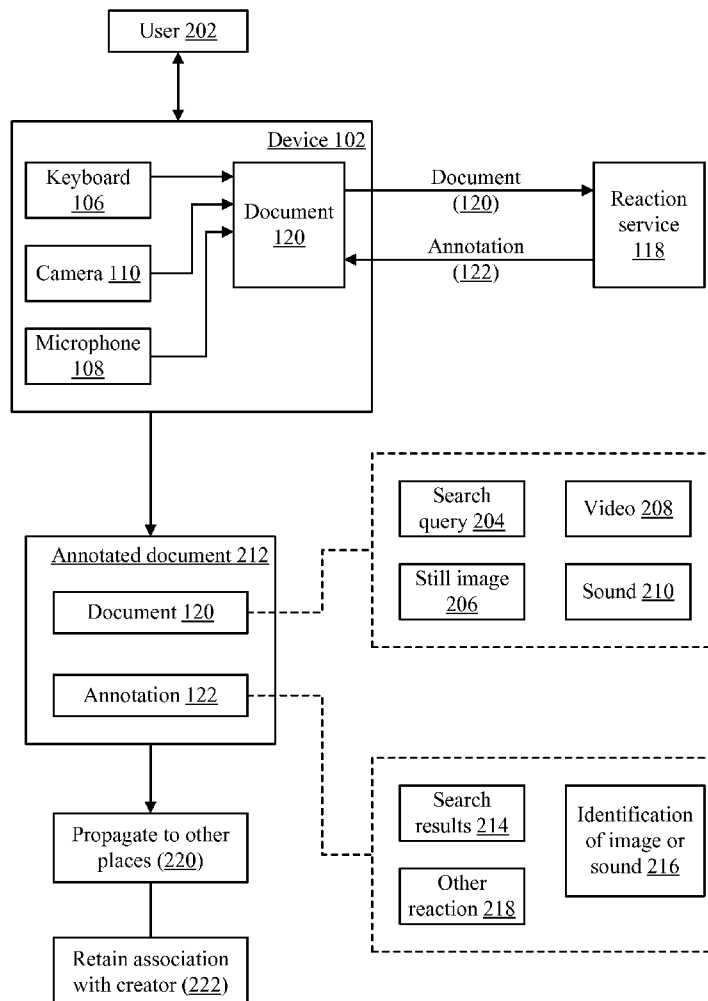 User 202
Device 102
Keyboard
106
Document
120
Camera 110
Microphone
108
Document
(120)
Annotation
(122)
Reaction
service
118
Annotated document 212
Document 120
Annotation 122
Search
query 204
Video 208
Still image
206
Sound 210
Search
results 214
Identification
of image or
sound 216
Other
reaction 218
Propagate to other
places (220)
Retain association
with creator (222)